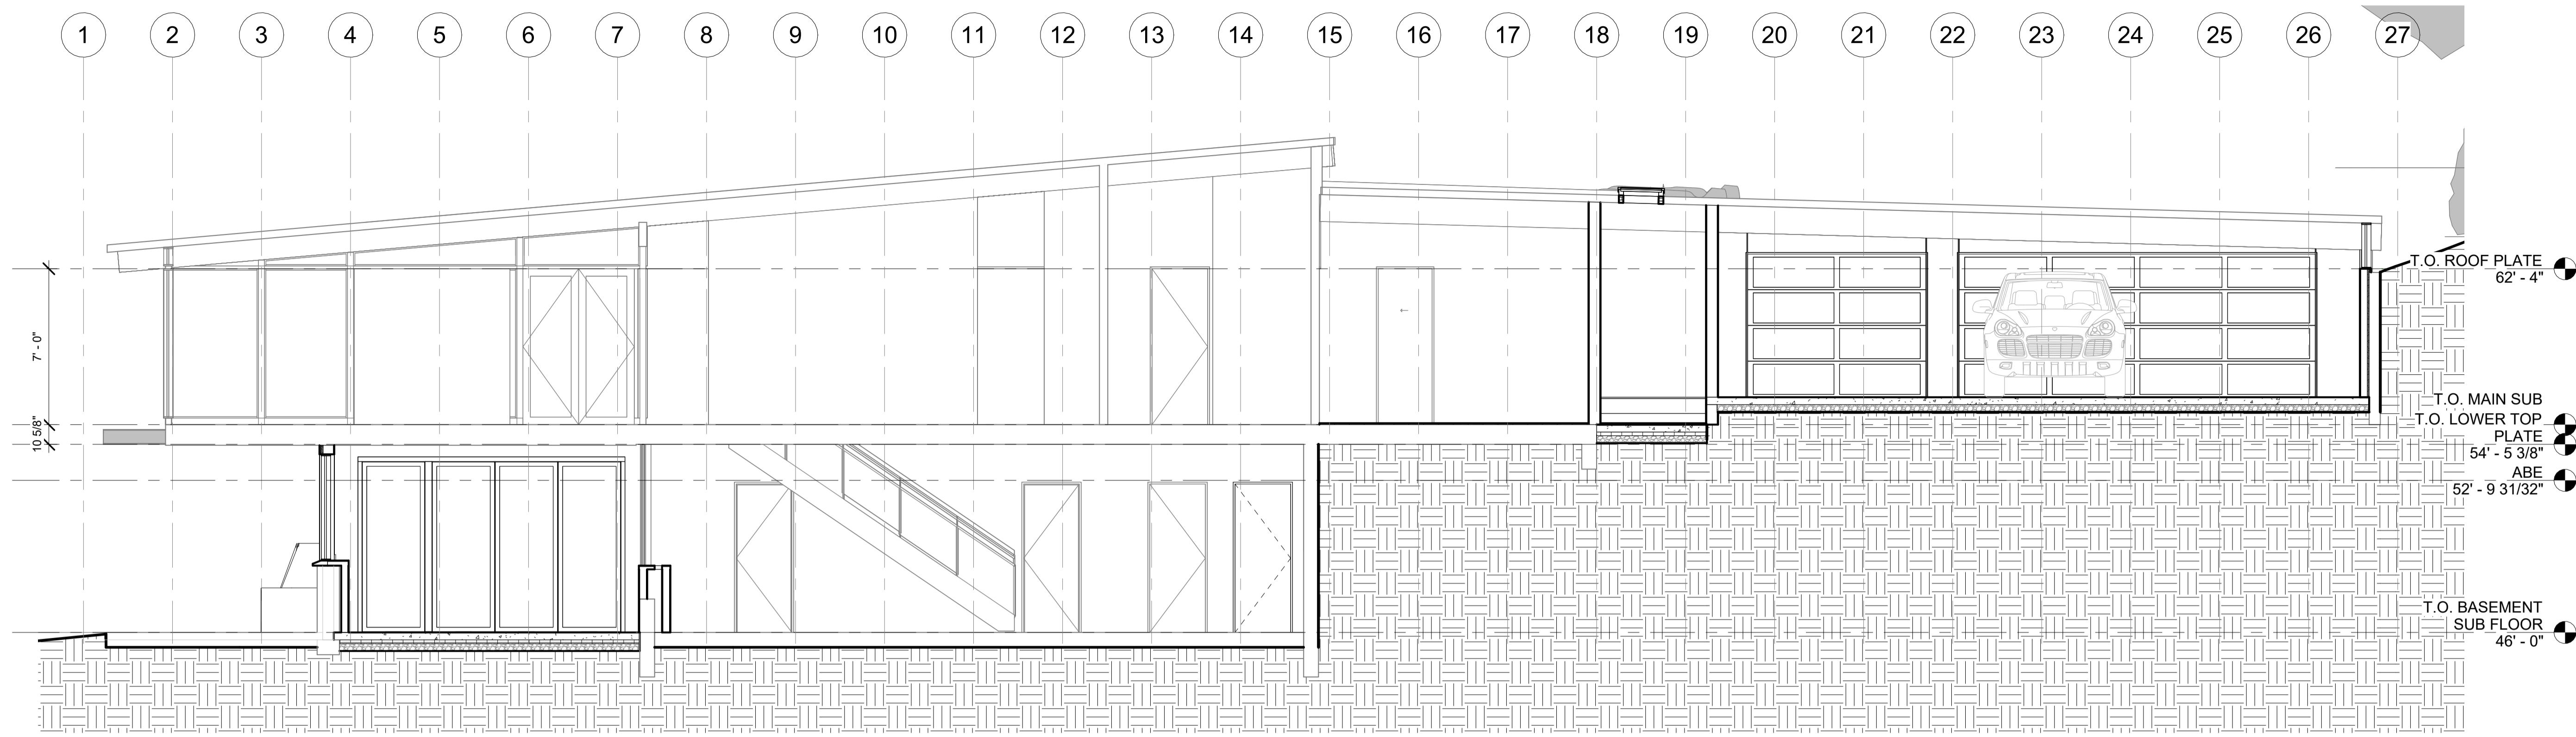 1
2
3
4
5
6
7
8
9
10
11
12
13
14
15
16
17
18
19
20
21
22
23
24
25
26
27
T.O. ROOF PLATE
62' - 4"
7' - 0"
10 5/8"
T.O. MAIN SUB
T.O. LOWER TOP
PLATE
54' - 5 3/8"
ABE
52' - 9 31/32"
T.O. BASEMENT
SUB FLOOR
46' - 0"